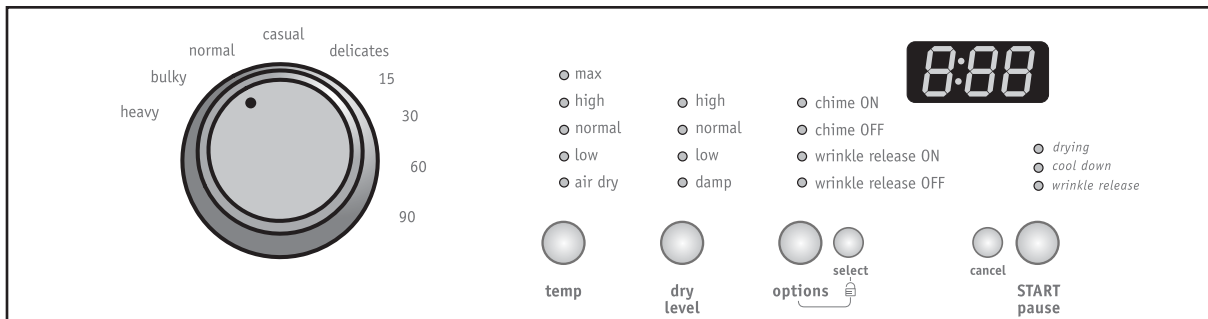 heavy
bulky
normal
casual
delicates
15
30
60
90
max
high
normal
low
air dry
temp
high
normal
low
damp
dry
level
chime ON
chime OFF
wrinkle release ON
wrinkle release OFF
options
select
8:88
drying
cool down
wrinkle release
cancel
START
pause